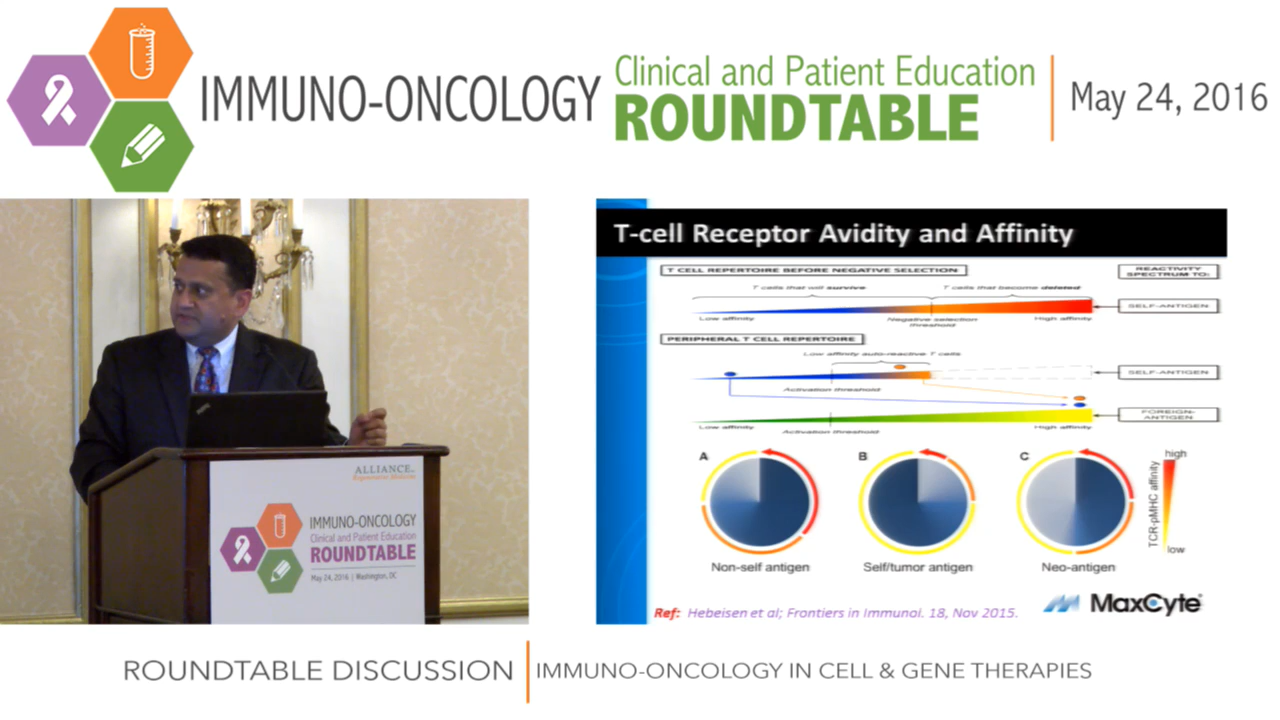 IMMUNO-ONCOLOGY
Clinical and Patient Education
ROUNDTABLE
May 24, 2016
ALLIANCE
IMMUNO-ONCOLOGY
Clinical and Patient Education
ROUNDTABLE
May 24, 2016 | Washington, DC
T-cell Receptor Avidity and Affinity
T CELL REPERTOIRE BEFORE NEGATIVE SELECTION
REACTIVITY
SPECTRUM TO:
T cells that will survive
T cells that become deleted
SELF-ANTIGEN
Low affinity
Negative selection
threshold
High affinity
PERIPHERAL T CELL REPERTOIRE
Low affinity auto-reactive T cells
SELF-ANTIGEN
Activation threshold
FOREIGN-
ANTIGEN
Low affinity
Activation threshold
High affinity
A
B
C
high
TCR-pMHC affinity
low
Non-self antigen
Self/tumor antigen
Neo-antigen
MaxCyte
Ref: Hebeisen et al; Frontiers in Immunol. 18, Nov 2015.
ROUNDTABLE DISCUSSION
IMMUNO-ONCOLOGY IN CELL & GENE THERAPIES